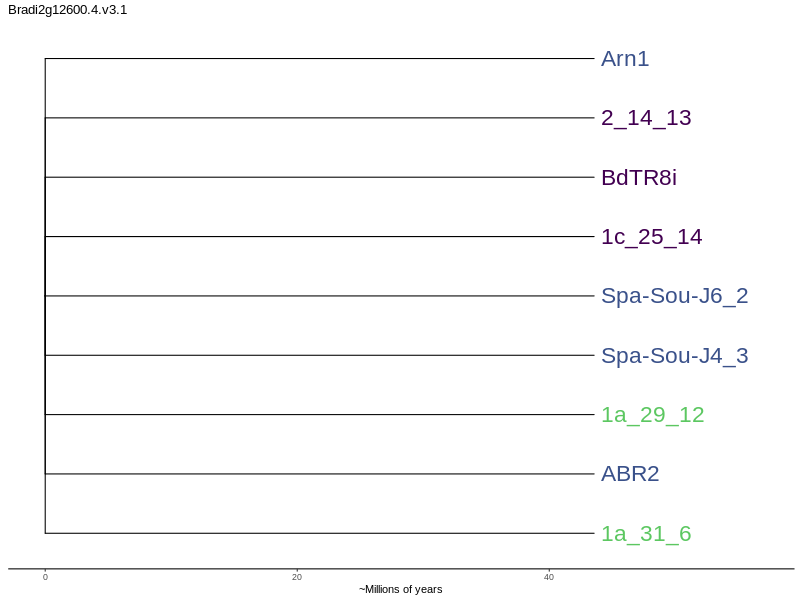 Bradi2g12600.4.v3.1
Arn1
2_14_13
BdTR8i
1c_25_14
Spa-Sou-J6_2
Spa-Sou-J4_3
1a_29_12
ABR2
1a_31_6
0 20 40
~Millions of years